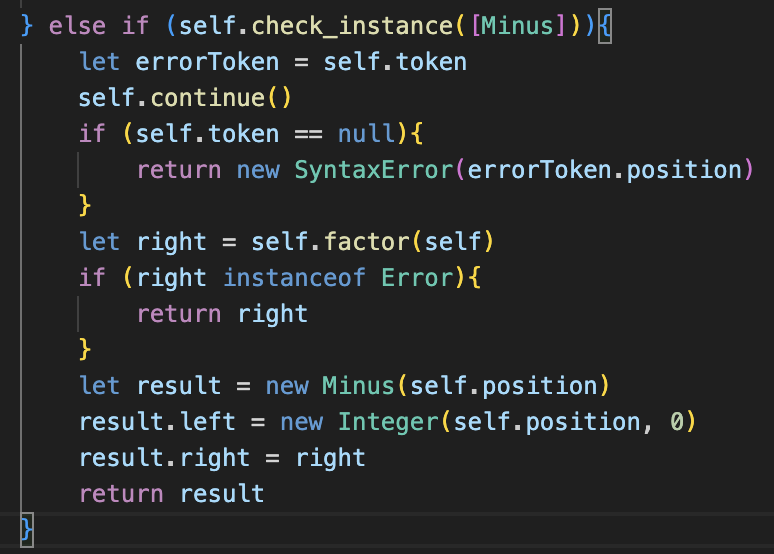 } else if (self.check_instance([Minus])){
    let errorToken = self.token
    self.continue()
    if (self.token == null){
        return new SyntaxError(errorToken.position)
    }
    let right = self.factor(self)
    if (right instanceof Error){
        return right
    }
    let result = new Minus(self.position)
    result.left = new Integer(self.position, 0)
    result.right = right
    return result
}